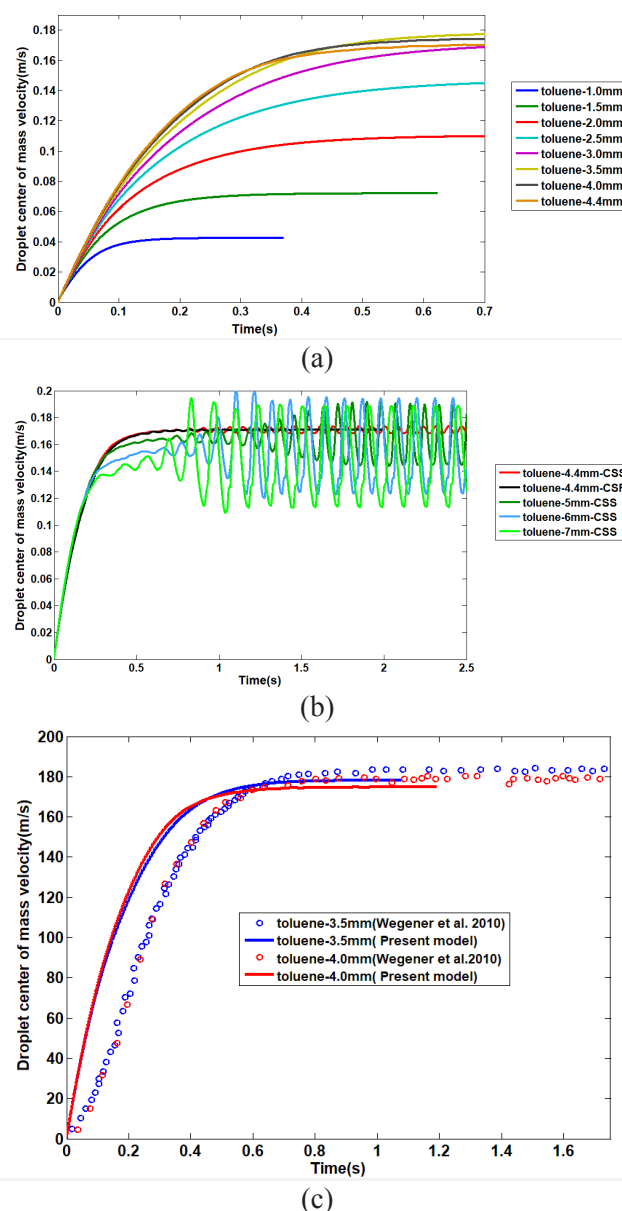 0.18
0.16
0.14
0.12
0.1
0.08
0.06
0.04
0.02
0
Droplet center of mass velocity(m/s)
0.1 0.2 0.3 0.4 0.5 0.6 0.7
Time(s)
toluene-1.0mm
toluene-1.5mm
toluene-2.0mm
toluene-2.5mm
toluene-3.0mm
toluene-3.5mm
toluene-4.0mm
toluene-4.4mm
(a)
0.2
0.18
0.16
0.14
0.12
0.1
0.08
0.06
0.04
0.02
0
Droplet center of mass velocity(m/s)
0 0.5 1 1.5 2 2.5
Time(s)
toluene-4.4mm-CSS
toluene-4.4mm-CSF
toluene-5mm-CSS
toluene-6mm-CSS
toluene-7mm-CSS
(b)
200
180
160
140
120
100
80
60
40
20
0
Droplet center of mass velocity(m/s)
0 0.2 0.4 0.6 0.8 1 1.2 1.4 1.6
Time(s)
toluene-3.5mm(Wegener et al. 2010)
toluene-3.5mm( Present model)
toluene-4.0mm(Wegener et al.2010)
toluene-4.0mm( Present model)
(c)